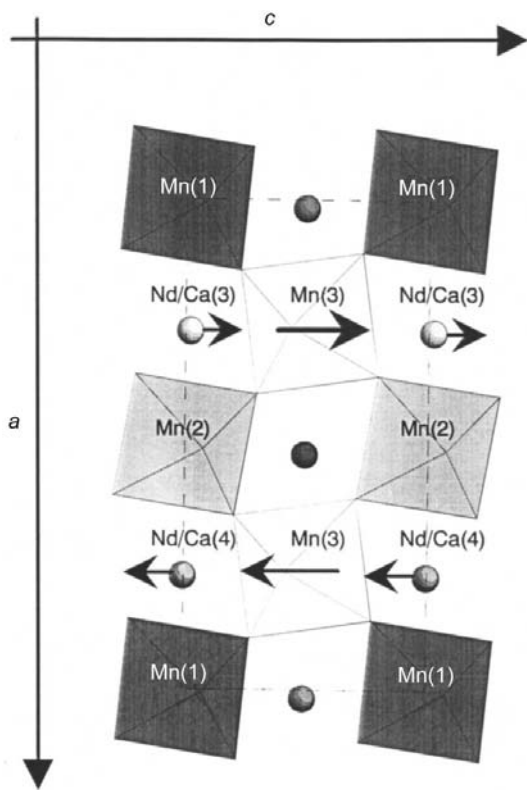 c
Mn(1) Mn(1)
Nd/Ca(3) Mn(3) Nd/Ca(3)
a
Mn(2) Mn(2)
Nd/Ca(4) Mn(3) Nd/Ca(4)
Mn(1) Mn(1)